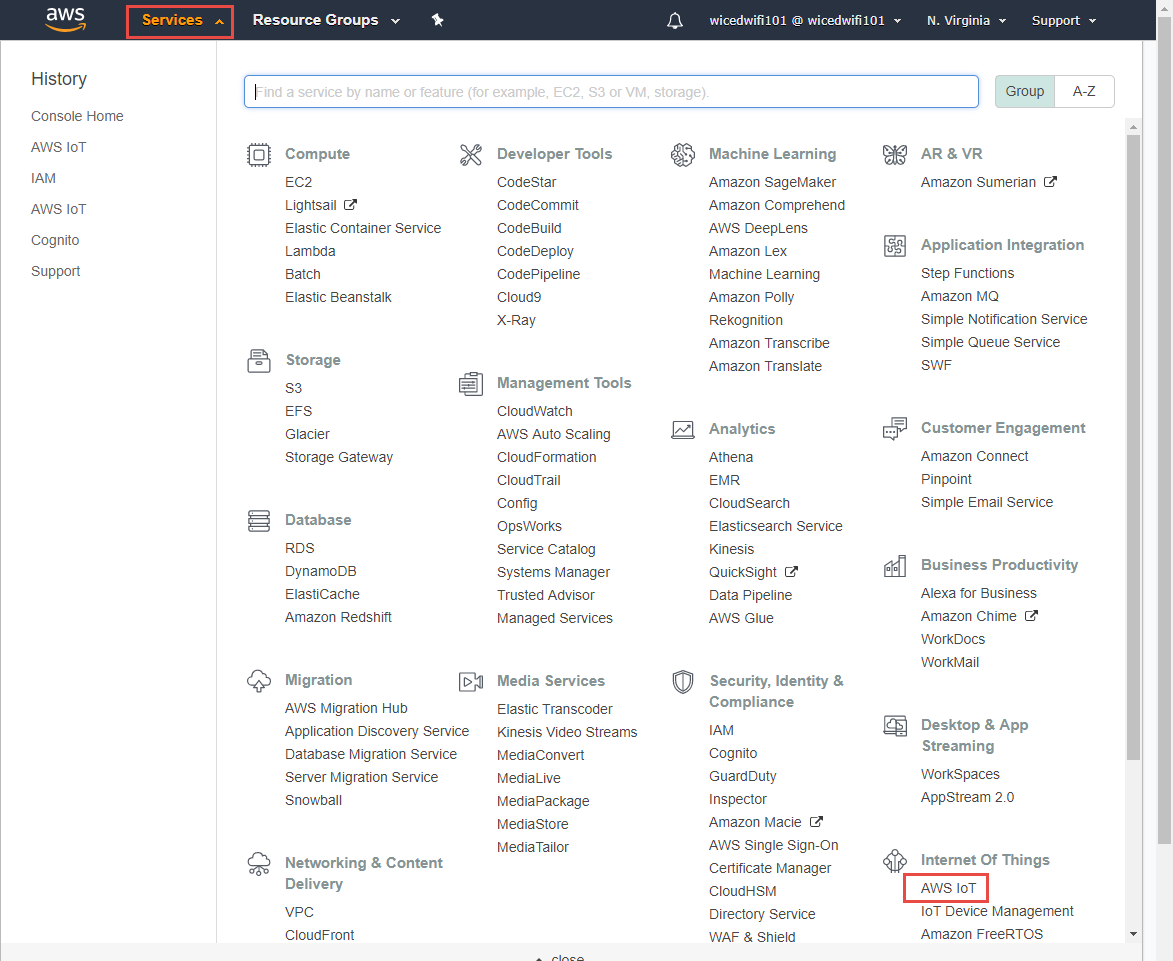 aws
Services
Resource Groups
wicedwifi101 @ wicedwifi101
N. Virginia
Support
History
Console Home
AWS IoT
IAM
AWS IoT
Cognito
Support
Find a service by name or feature (for example, EC2, S3 or VM, storage).
Group
A-Z
Compute
EC2
Lightsail
Elastic Container Service
Lambda
Batch
Elastic Beanstalk
Storage
S3
EFS
Glacier
Storage Gateway
Database
RDS
DynamoDB
ElastiCache
Amazon Redshift
Migration
AWS Migration Hub
Application Discovery Service
Database Migration Service
Server Migration Service
Snowball
Networking & Content
Delivery
VPC
CloudFront
Developer Tools
CodeStar
CodeCommit
CodeBuild
CodeDeploy
CodePipeline
Cloud9
X-Ray
Management Tools
CloudWatch
AWS Auto Scaling
CloudFormation
CloudTrail
Config
OpsWorks
Service Catalog
Systems Manager
Trusted Advisor
Managed Services
Media Services
Elastic Transcoder
Kinesis Video Streams
MediaConvert
MediaLive
MediaPackage
MediaStore
MediaTailor
Machine Learning
Amazon SageMaker
Amazon Comprehend
AWS DeepLens
Amazon Lex
Machine Learning
Amazon Polly
Rekognition
Amazon Transcribe
Amazon Translate
Analytics
Athena
EMR
CloudSearch
Elasticsearch Service
Kinesis
QuickSight
Data Pipeline
AWS Glue
Security, Identity &
Compliance
IAM
Cognito
GuardDuty
Inspector
Amazon Macie
AWS Single Sign-On
Certificate Manager
CloudHSM
Directory Service
WAF & Shield
AR & VR
Amazon Sumerian
Application Integration
Step Functions
Amazon MQ
Simple Notification Service
Simple Queue Service
SWF
Customer Engagement
Amazon Connect
Pinpoint
Simple Email Service
Business Productivity
Alexa for Business
Amazon Chime
WorkDocs
WorkMail
Desktop & App
Streaming
WorkSpaces
AppStream 2.0
Internet Of Things
AWS IoT
IoT Device Management
Amazon FreeRTOS
close